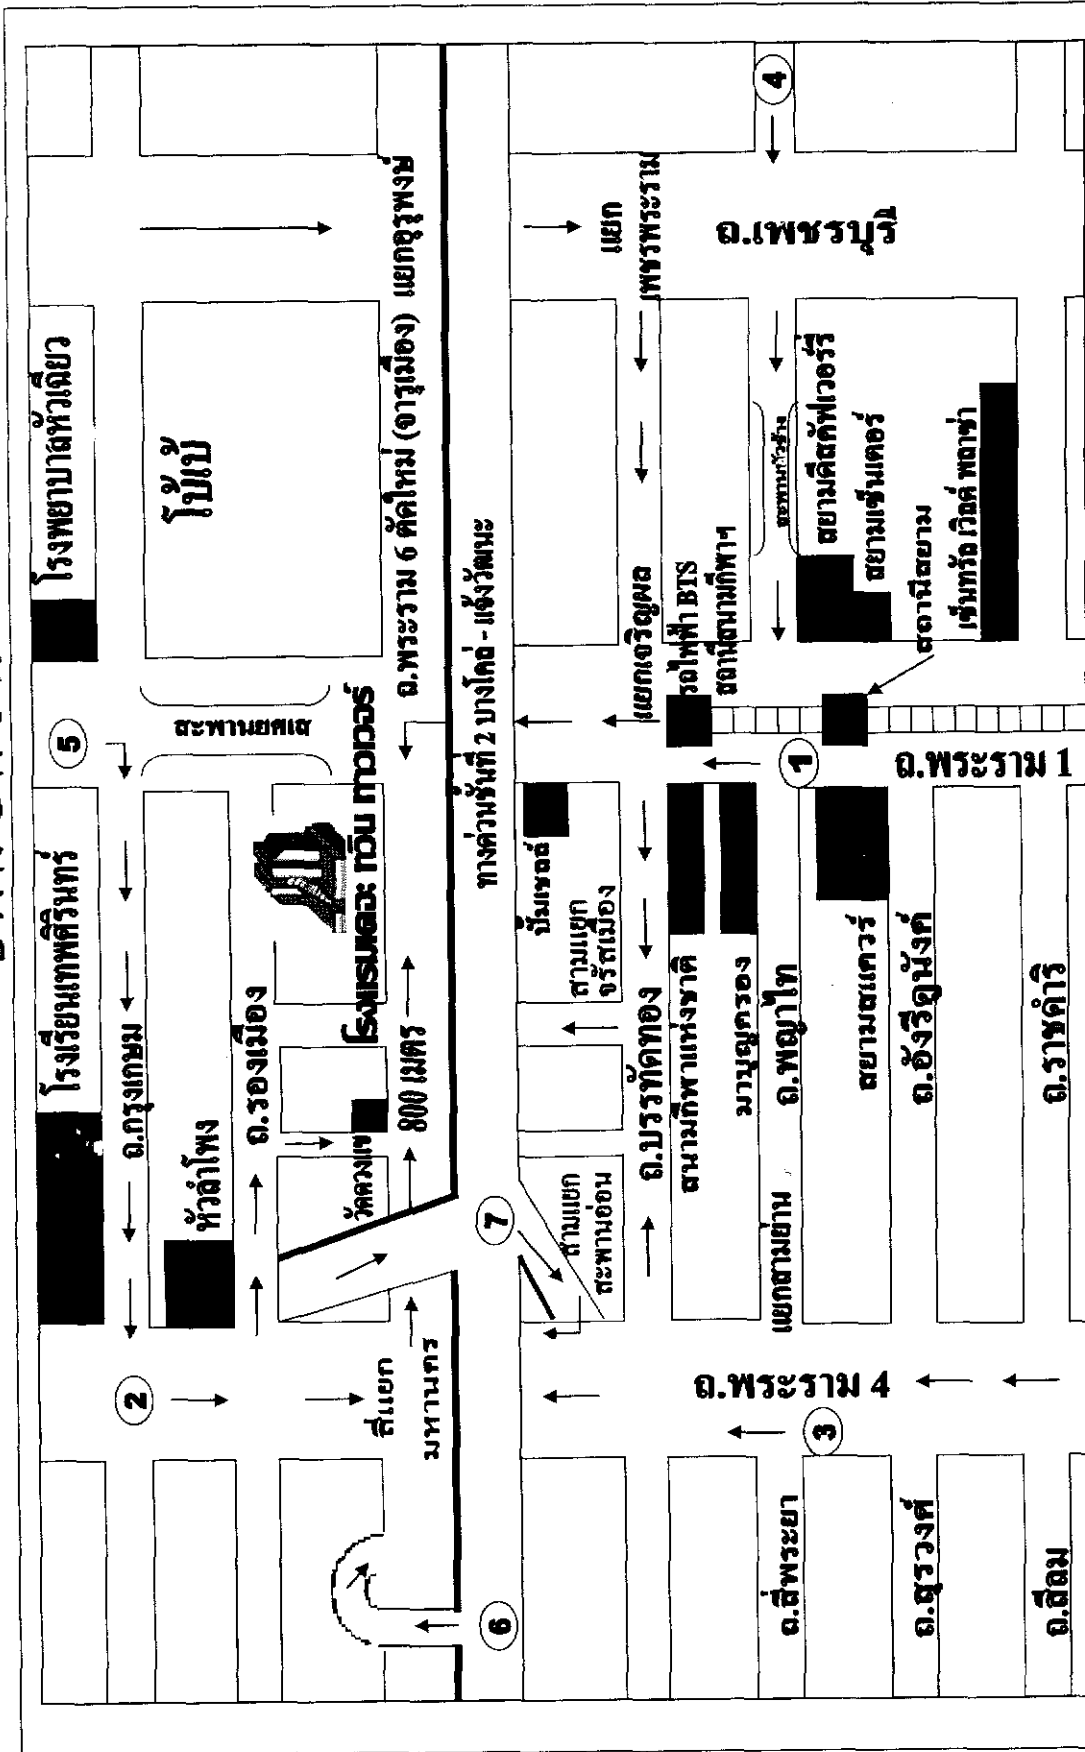 โรงพยาบาลหัวเฉียว
โบ๊เบ๊
ถ.พระราม 6 ตัดใหม่ (จารุเมือง)
แยกอุรุพงษ์
5
สะพานยศเส
โรงเรียนเทพศิรินทร์
ถ.กรุงเกษม
หัวลำโพง
ถ.รองเมือง
โรงแรมเดอะ ทวิน ทาวเวอร์
วัดดวงแข
800 เมตร
2
สี่แยก
มหานคร
6
7
ทางด่วนขั้นที่ 2 บางโคล่ - แจ้งวัฒนะ
แยก
เพชรพระราม
4
ถ.เพชรบุรี
แยกเจริญผล
รถไฟฟ้า BTS
สถานีสนามกีฬาฯ
สะพานหัวช้าง
สยามดิสคัฟเวอร์รี่
สยามเซ็นเตอร์
สถานีสยาม
เซ็นทรัล เวิลด์ พลาซ่า
ปั๊มเชลล์
สามแยก
จรัสเมือง
1
ถ.พระราม 1
ถ.บรรทัดทอง
สนามกีฬาแห่งชาติ
มาบุญครอง
ถ.พญาไท
สยามสแควร์
ถ.อังรีดูนังต์
ถ.ราชดำริ
สามแยก
สะพานอ่อน
แยกสามย่าน
ถ.พระราม 4
3
ถ.สี่พระยา
ถ.สุรวงศ์
ถ.สีลม